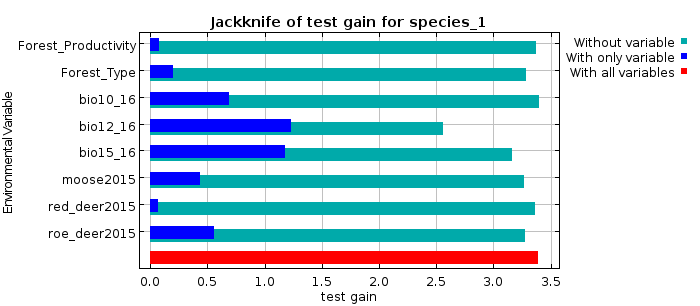 Jackknife of test gain for species_1
Forest_Productivity
Forest_Type
bio10_16
bio12_16
bio15_16
moose2015
red_deer2015
roe_deer2015
Environmental Variable
0.0 0.5 1.0 1.5 2.0 2.5 3.0 3.5
test gain
Without variable
With only variable
With all variables